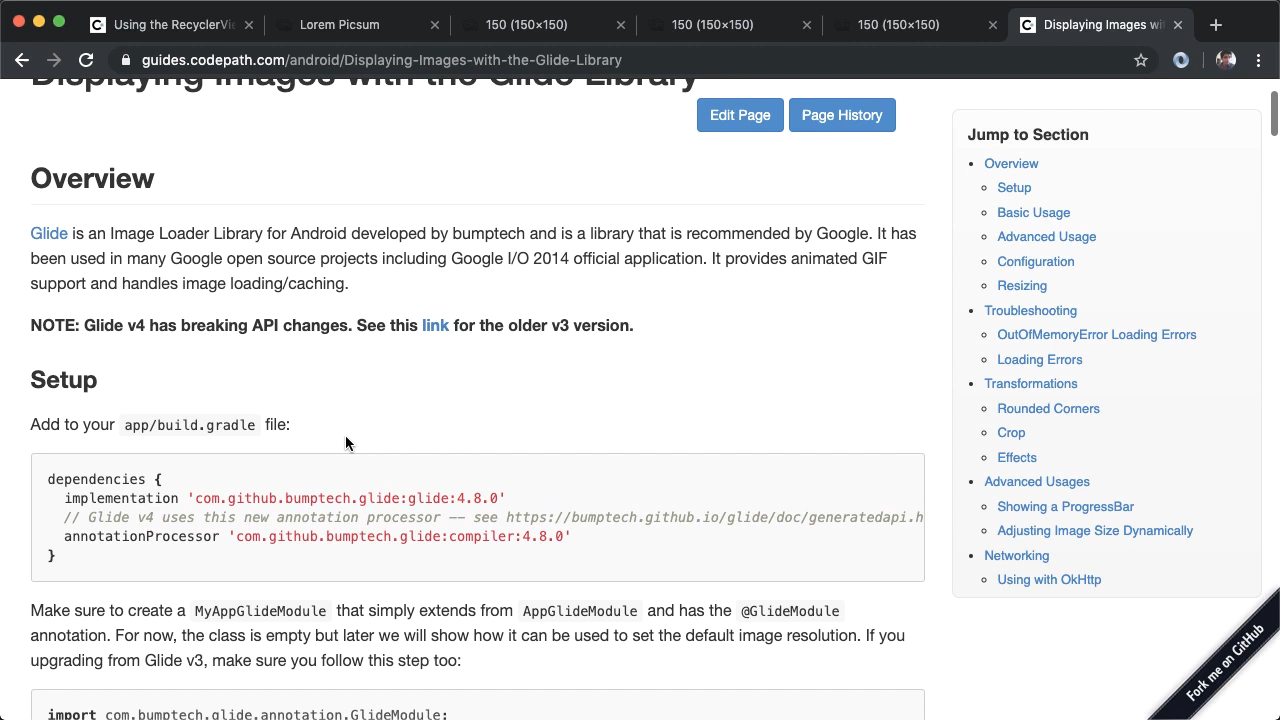 Using the RecyclerVi
Lorem Picsum
150 (150×150)
150 (150×150)
150 (150×150)
Displaying Images wit
guides.codepath.com/android/Displaying-Images-with-the-Glide-Library
Displaying Images with the Glide Library
Edit Page
Page History
Overview
Glide is an Image Loader Library for Android developed by bumptech and is a library that is recommended by Google. It has
been used in many Google open source projects including Google I/O 2014 official application. It provides animated GIF
support and handles image loading/caching.
NOTE: Glide v4 has breaking API changes. See this link for the older v3 version.
Setup
Add to your app/build.gradle file:
dependencies {
implementation 'com.github.bumptech.glide:glide:4.8.0'
// Glide v4 uses this new annotation processor -- see https://bumptech.github.io/glide/doc/generatedapi.h
annotationProcessor 'com.github.bumptech.glide:compiler:4.8.0'
}
Make sure to create a MyAppGlideModule that simply extends from AppGlideModule and has the @GlideModule
annotation. For now, the class is empty but later we will show how it can be used to set the default image resolution. If you
upgrading from Glide v3, make sure you follow this step too:
import com.bumptech.glide.annotation.GlideModule;
Jump to Section
Overview
Setup
Basic Usage
Advanced Usage
Configuration
Resizing
Troubleshooting
OutOfMemoryError Loading Errors
Loading Errors
Transformations
Rounded Corners
Crop
Effects
Advanced Usages
Showing a ProgressBar
Adjusting Image Size Dynamically
Networking
Using with OkHttp
Fork me on GitHub